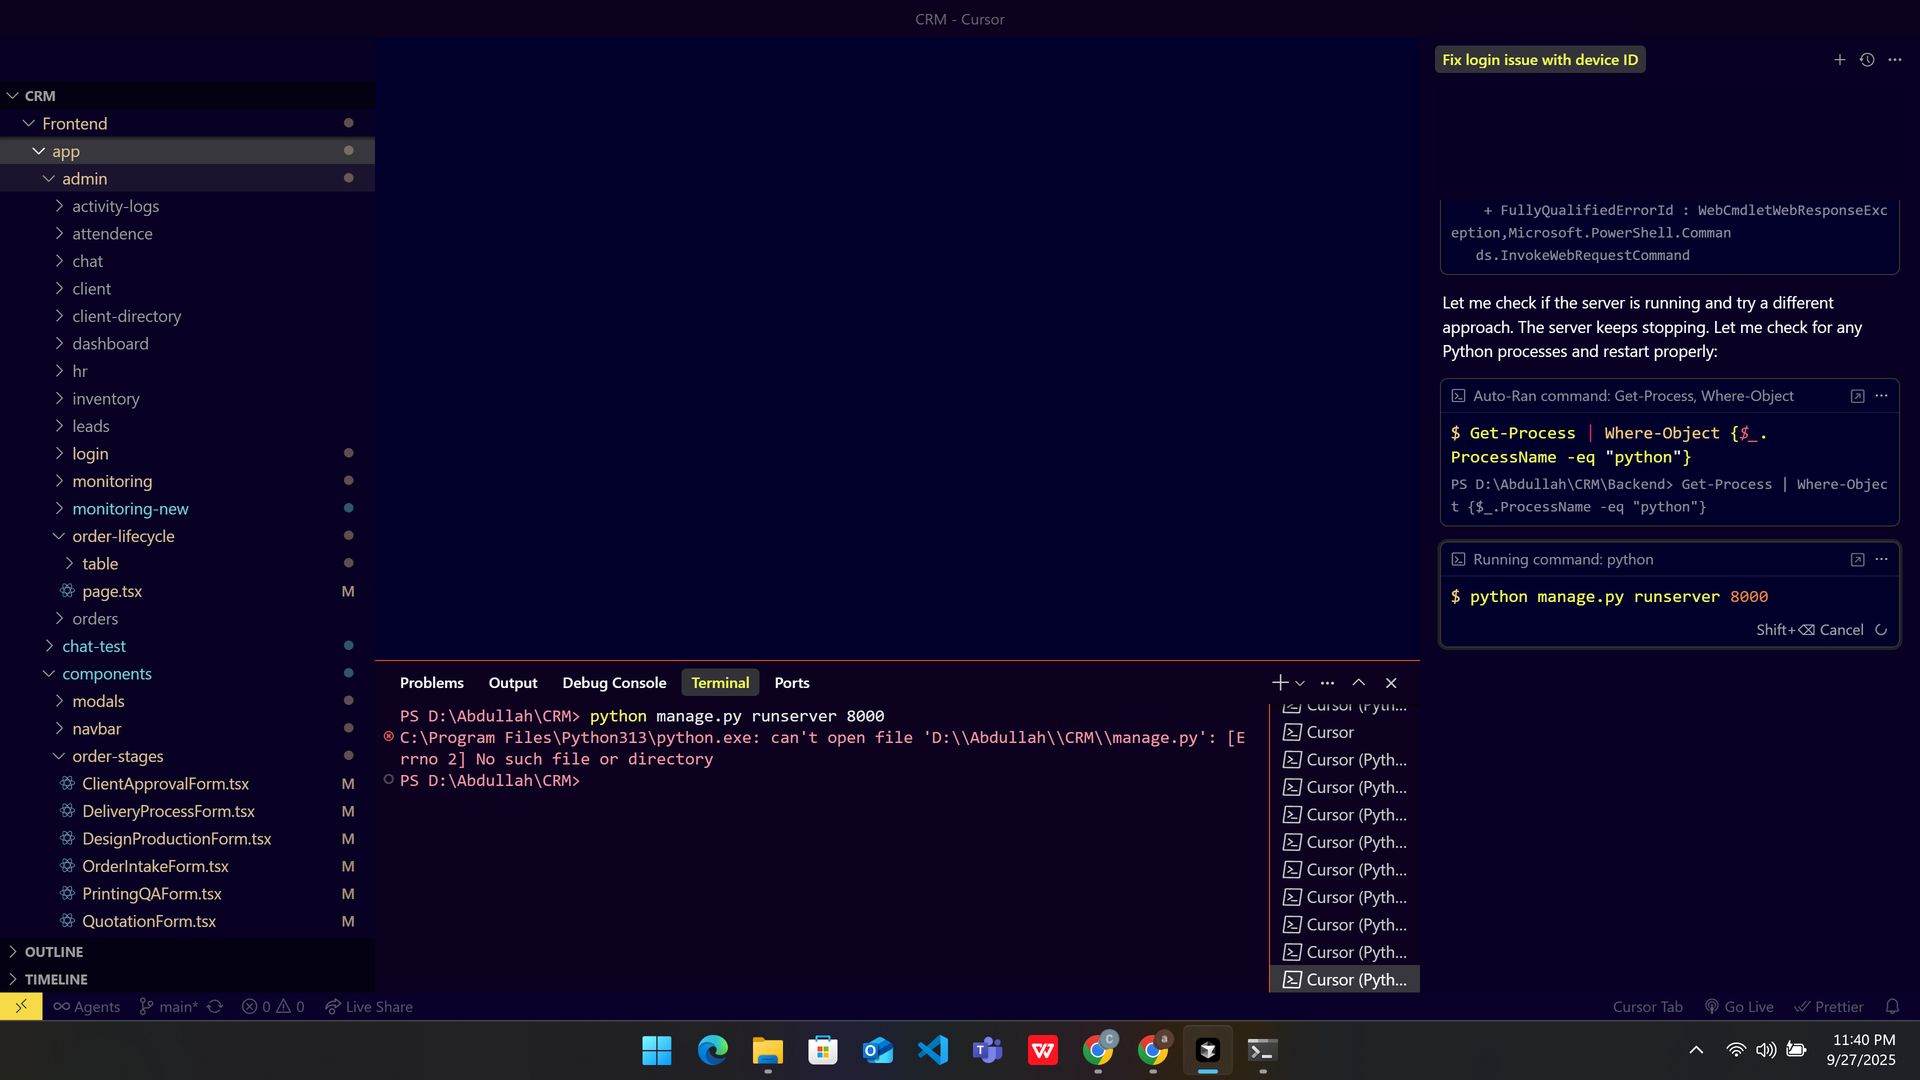 CRM - Cursor
CRM
Frontend
app
admin
activity-logs
attendence
chat
client
client-directory
dashboard
hr
inventory
leads
login
monitoring
monitoring-new
order-lifecycle
table
page.tsx M
orders
chat-test
components
modals
navbar
order-stages
ClientApprovalForm.tsx M
DeliveryProcessForm.tsx M
DesignProductionForm.tsx M
OrderIntakeForm.tsx M
PrintingQAForm.tsx M
QuotationForm.tsx M
OUTLINE
TIMELINE
Problems Output Debug Console Terminal Ports
PS D:\Abdullah\CRM> python manage.py runserver 8000
C:\Program Files\Python313\python.exe: can't open file 'D:\\Abdullah\\CRM\\manage.py': [E
rrno 2] No such file or directory
PS D:\Abdullah\CRM>
Cursor (Pyth...
Cursor
Cursor (Pyth...
Cursor (Pyth...
Cursor (Pyth...
Cursor (Pyth...
Cursor (Pyth...
Cursor (Pyth...
Cursor (Pyth...
Cursor (Pyth...
Cursor (Pyth...
Fix login issue with device ID
+ FullyQualifiedErrorId : WebCmdletWebResponseExc
eption,Microsoft.PowerShell.Comman
ds.InvokeWebRequestCommand
Let me check if the server is running and try a different
approach. The server keeps stopping. Let me check for any
Python processes and restart properly:
Auto-Ran command: Get-Process, Where-Object
$ Get-Process | Where-Object {$_.
ProcessName -eq "python"}
PS D:\Abdullah\CRM\Backend> Get-Process | Where-Objec
t {$_.ProcessName -eq "python"}
Running command: python
$ python manage.py runserver 8000
Shift+⌫ Cancel
Agents main* 0 0 Live Share
Cursor Tab Go Live Prettier
11:40 PM
9/27/2025